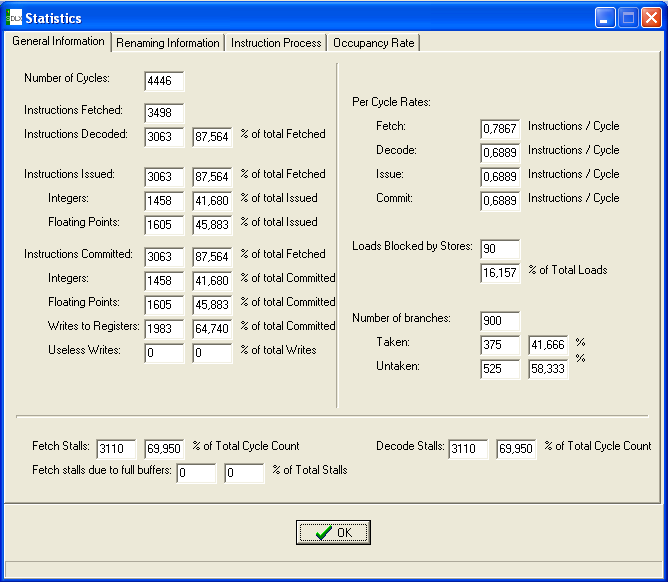 DLX Statistics
General Information Renaming Information Instruction Process Occupancy Rate
Number of Cycles: 4446
Instructions Fetched: 3498
Instructions Decoded: 3063 87,564 % of total Fetched
Instructions Issued: 3063 87,564 % of total Fetched
Integers: 1458 41,680 % of total Issued
Floating Points: 1605 45,883 % of total Issued
Instructions Committed: 3063 87,564 % of total Fetched
Integers: 1458 41,680 % of total Committed
Floating Points: 1605 45,883 % of total Committed
Writes to Registers: 1983 64,740 % of total Committed
Useless Writes: 0 0 % of total Writes
Per Cycle Rates:
Fetch: 0,7867 Instructions / Cycle
Decode: 0,6889 Instructions / Cycle
Issue: 0,6889 Instructions / Cycle
Commit: 0,6889 Instructions / Cycle
Loads Blocked by Stores: 90
16,157 % of Total Loads
Number of branches: 900
Taken: 375 41,666 %
Untaken: 525 58,333 %
Fetch Stalls: 3110 69,950 % of Total Cycle Count
Fetch stalls due to full buffers: 0 0 % of Total Stalls
Decode Stalls: 3110 69,950 % of Total Cycle Count
OK